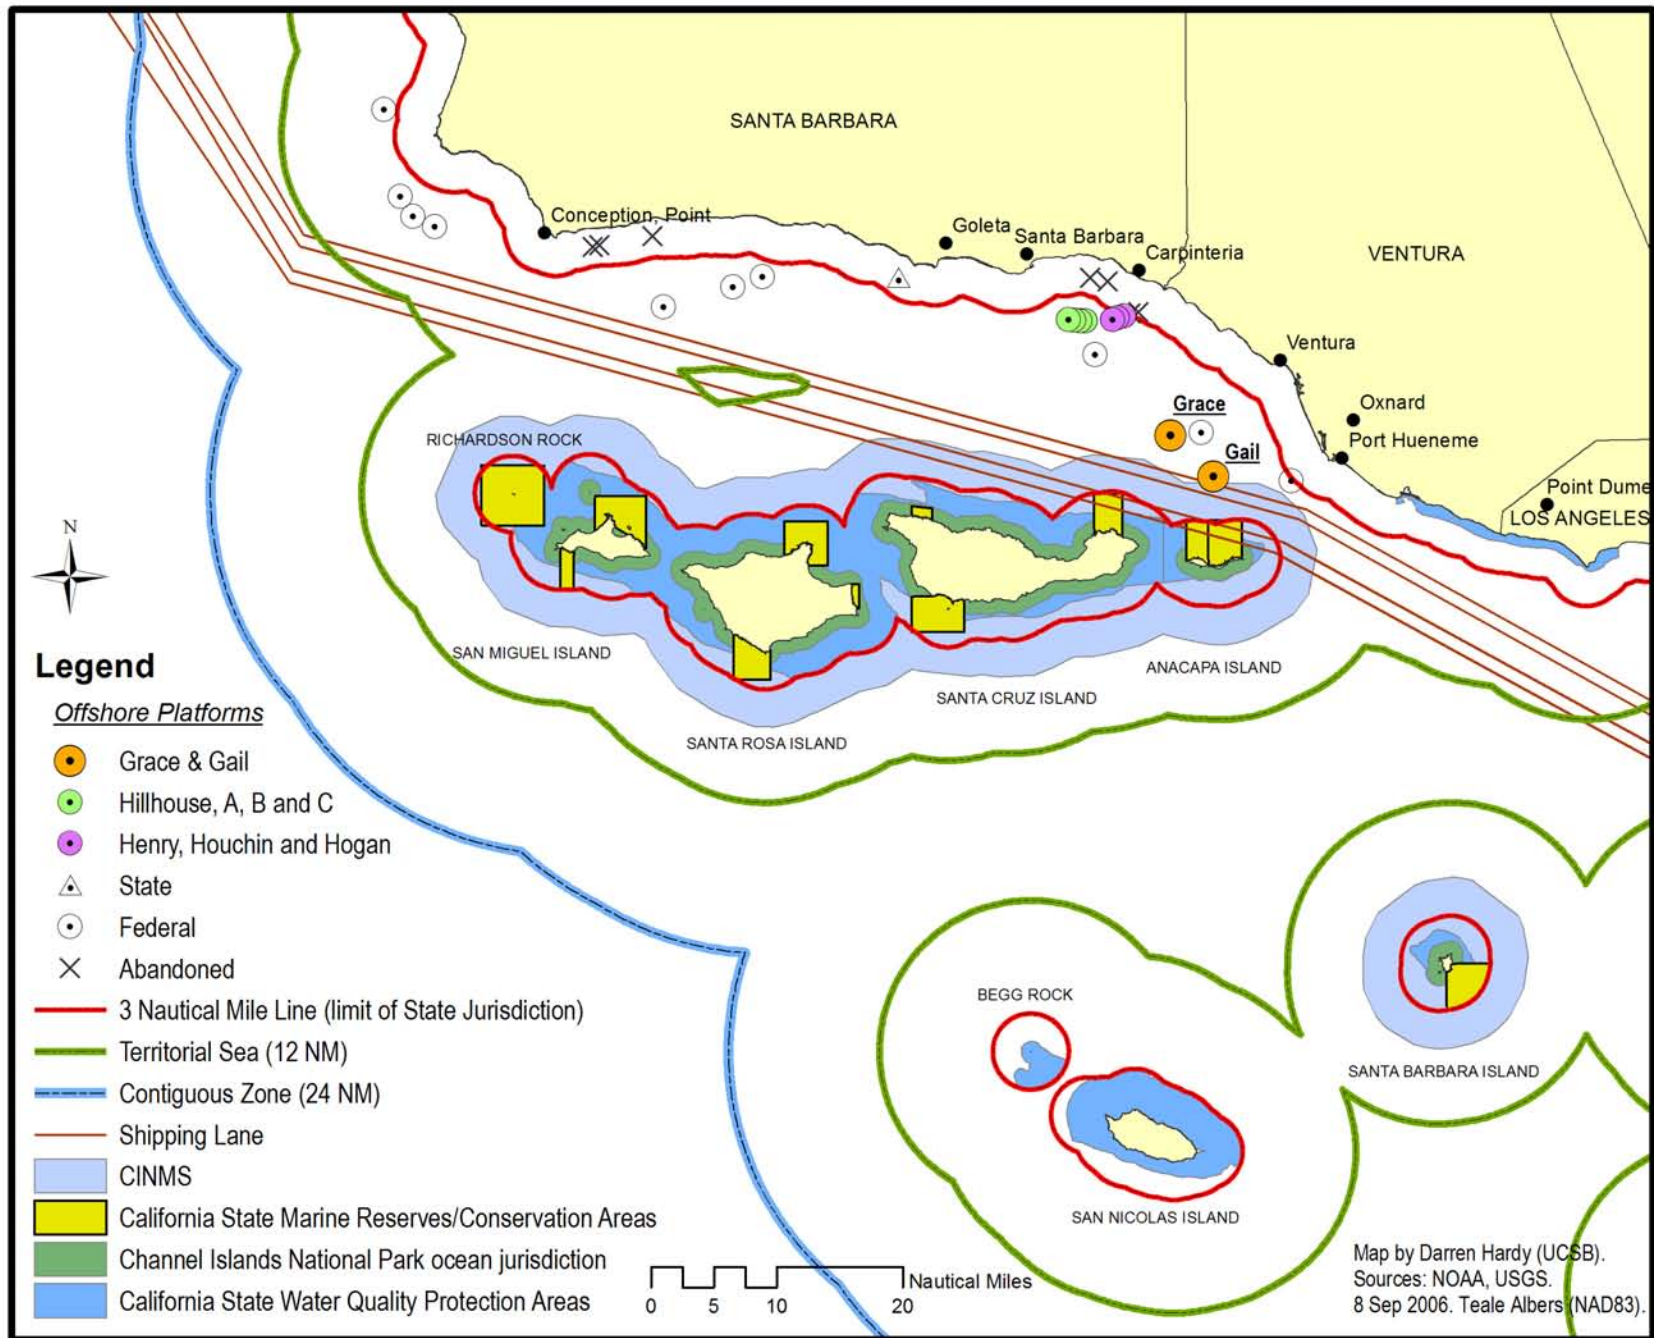 SANTA BARBARA
Conception, Point
Goleta
Santa Barbara
Carpinteria
VENTURA
Ventura
Grace
Oxnard
Port Hueneme
Gail
RICHARDSON ROCK
Point Dume
LOS ANGELES
N
SAN MIGUEL ISLAND
ANACAPA ISLAND
SANTA CRUZ ISLAND
SANTA ROSA ISLAND
Legend
Offshore Platforms
Grace & Gail
Hillhouse, A, B and C
Henry, Houchin and Hogan
State
Federal
Abandoned
3 Nautical Mile Line (limit of State Jurisdiction)
Territorial Sea (12 NM)
Contiguous Zone (24 NM)
Shipping Lane
CINMS
California State Marine Reserves/Conservation Areas
Channel Islands National Park ocean jurisdiction
California State Water Quality Protection Areas
BEGG ROCK
SANTA BARBARA ISLAND
SAN NICOLAS ISLAND
Nautical Miles
0 5 10 20
Map by Darren Hardy (UCSB).
Sources: NOAA, USGS.
8 Sep 2006. Teale Albers (NAD83).